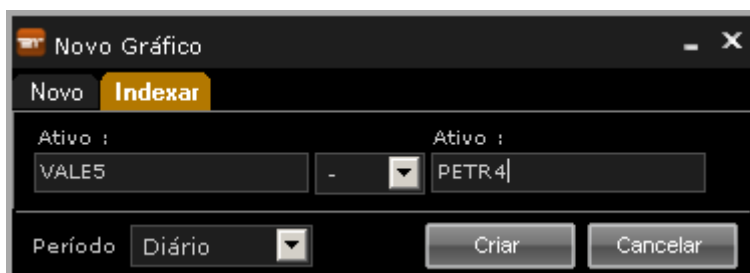 Novo Gráfico
Novo Indexar
Ativo : Ativo :
VALE5 - PETR4
Período Diário Criar Cancelar